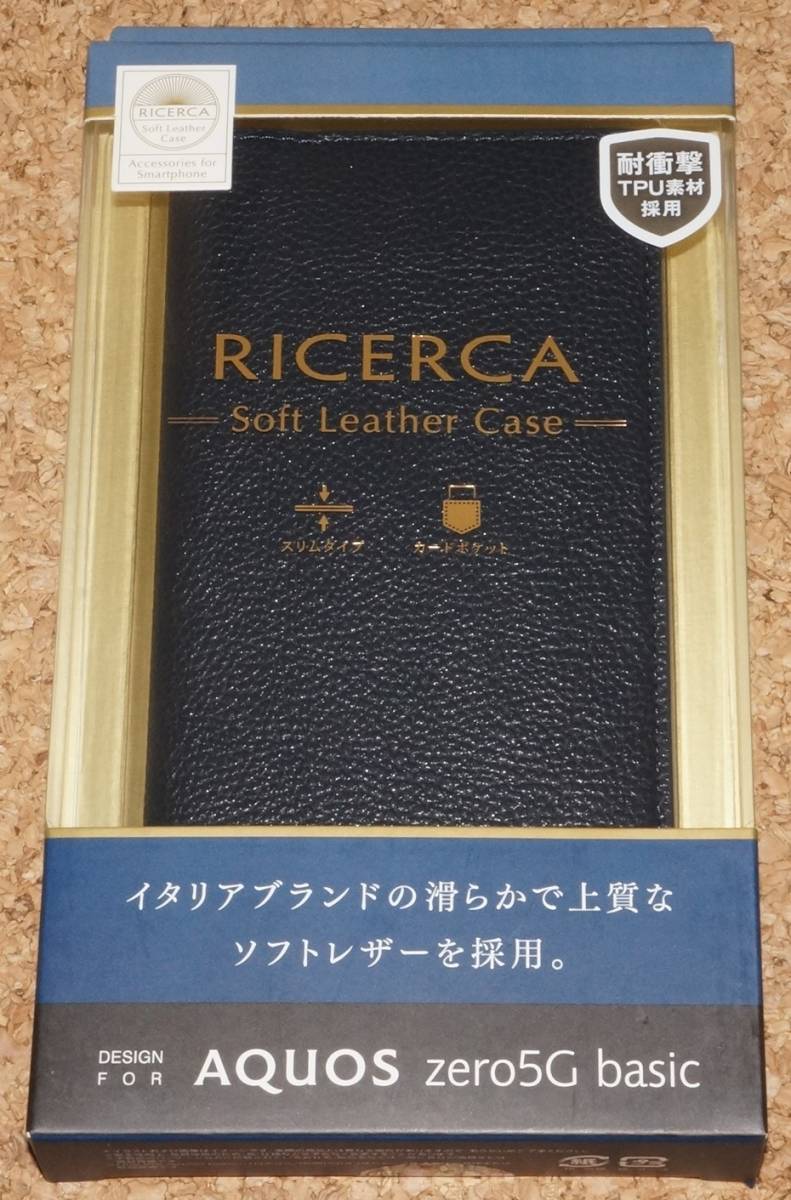 RICERCA
Soft Leather
Case
Accessories for
Smartphone
耐衝撃
TPU素材
採用
RICERCA
Soft Leather Case
スリムタイプ
カードポケット
イタリアブランドの滑らかで上質な
ソフトレザーを採用。
DESIGN
FOR
AQUOS zero5G basic
紙
プラ